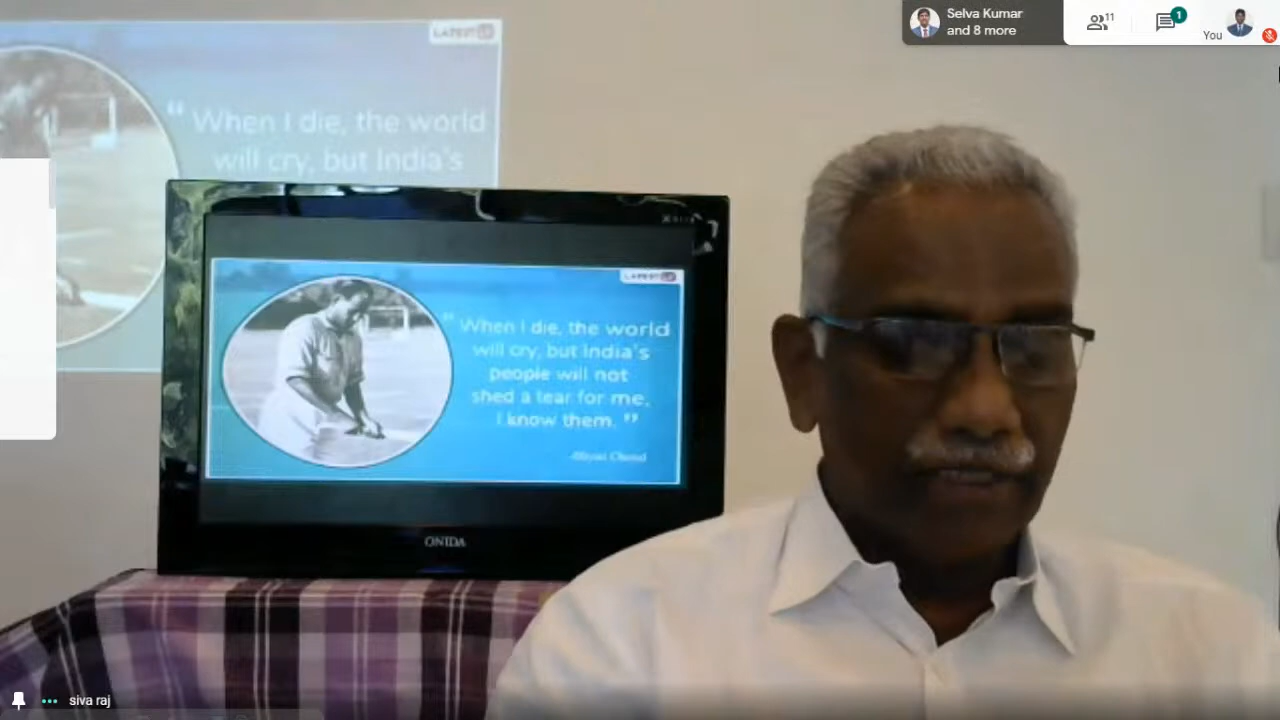 Selva Kumar
and 8 more
11
1
You
LATESTLY
" When I die, the world
will cry, but India's
LATESTLY
" When I die, the world
will cry, but India's
people will not
shed a tear for me,
I know them. "
-Dhyan Chand
ONIDA
siva raj